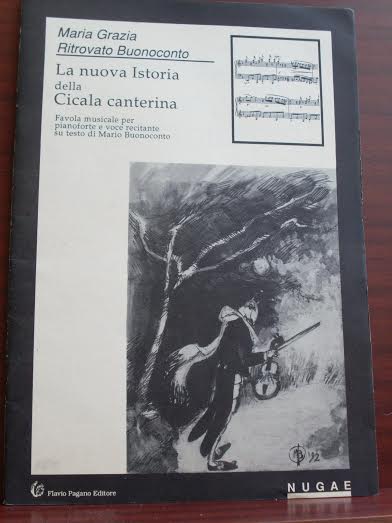 Maria Grazia
Ritrovato Buonoconto
La nuova Istoria
della
Cicala canterina
Favola musicale per
pianoforte e voce recitante
su testo di Mario Buonoconto
'92
Flavio Pagano Editore
NUGAE